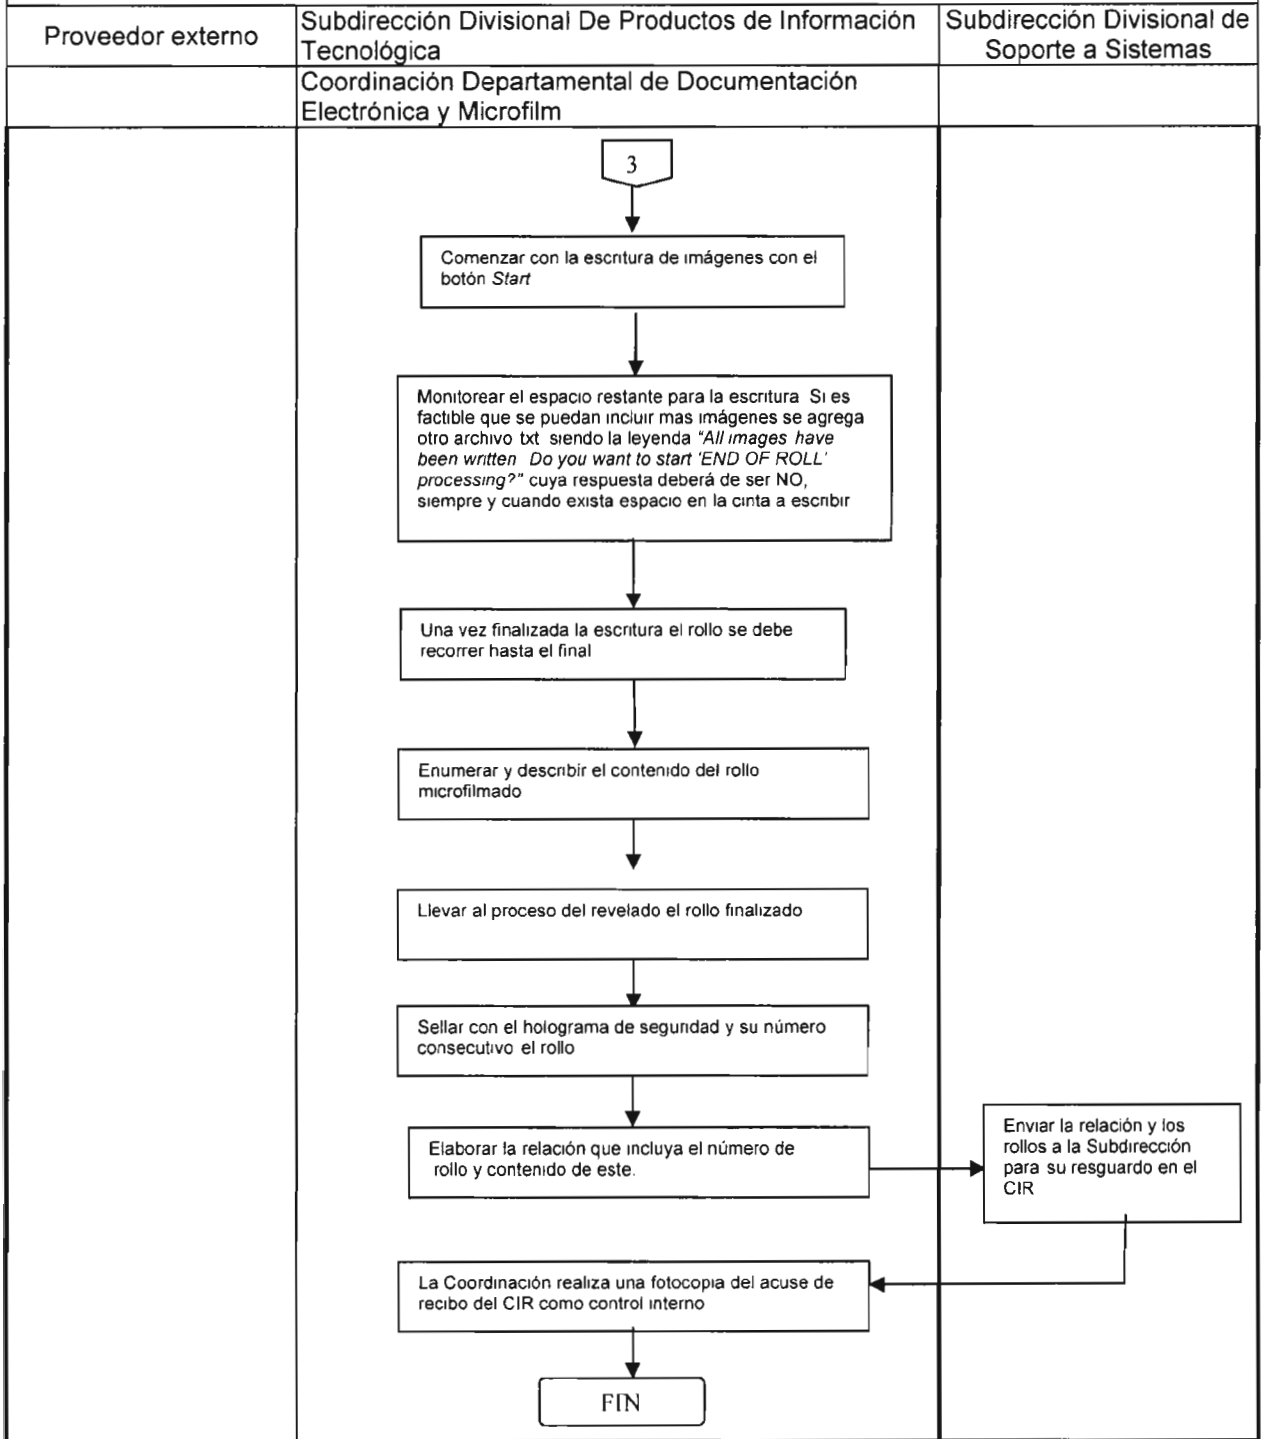 Proveedor externo
Subdirección Divisional De Productos de Información
Tecnológica
Subdirección Divisional de
Soporte a Sistemas
Coordinación Departamental de Documentación
Electrónica y Microfilm
3
Comenzar con la escritura de imágenes con el
botón Start
Monitorear el espacio restante para la escritura Si es
factible que se puedan incluir mas imágenes se agrega
otro archivo txt siendo la leyenda "All images have
been written Do you want to start 'END OF ROLL'
processing?" cuya respuesta deberá de ser NO,
siempre y cuando exista espacio en la cinta a escribir
Una vez finalizada la escritura el rollo se debe
recorrer hasta el final
Enumerar y describir el contenido del rollo
microfilmado
Llevar al proceso del revelado el rollo finalizado
Sellar con el holograma de seguridad y su número
consecutivo el rollo
Elaborar la relación que incluya el número de
rollo y contenido de este.
Enviar la relación y los
rollos a la Subdirección
para su resguardo en el
CIR
La Coordinación realiza una fotocopia del acuse de
recibo del CIR como control interno
FIN